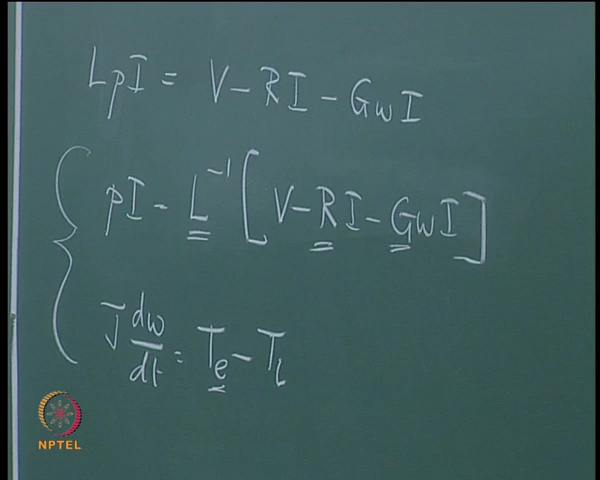 LpI = V - RI - GωI
pI - L⁻¹ [V - RI - GωI]
J dω/dt = Te - TL
NPTEL